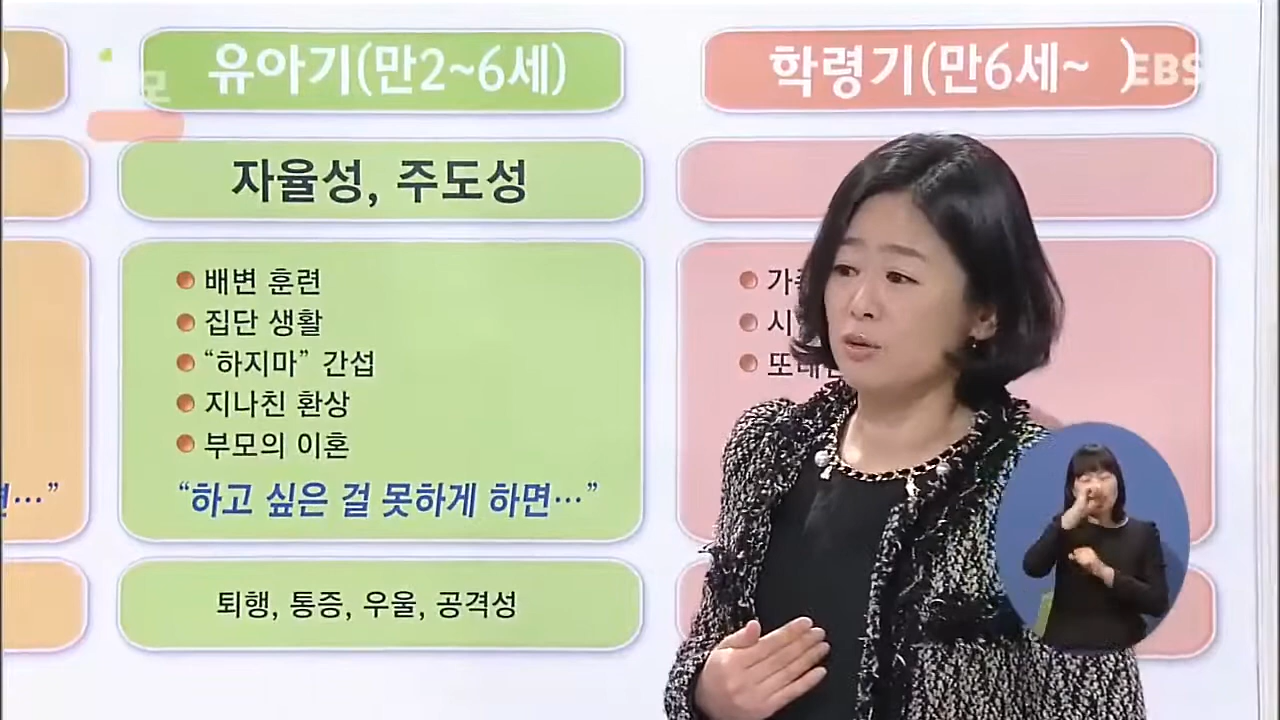 유아기(만2~6세)
학령기(만6세~ )
EBS
모
자율성, 주도성
배변 훈련
집단 생활
“하지마” 간섭
지나친 환상
부모의 이혼
“하고 싶은 걸 못하게 하면…”
퇴행, 통증, 우울, 공격성